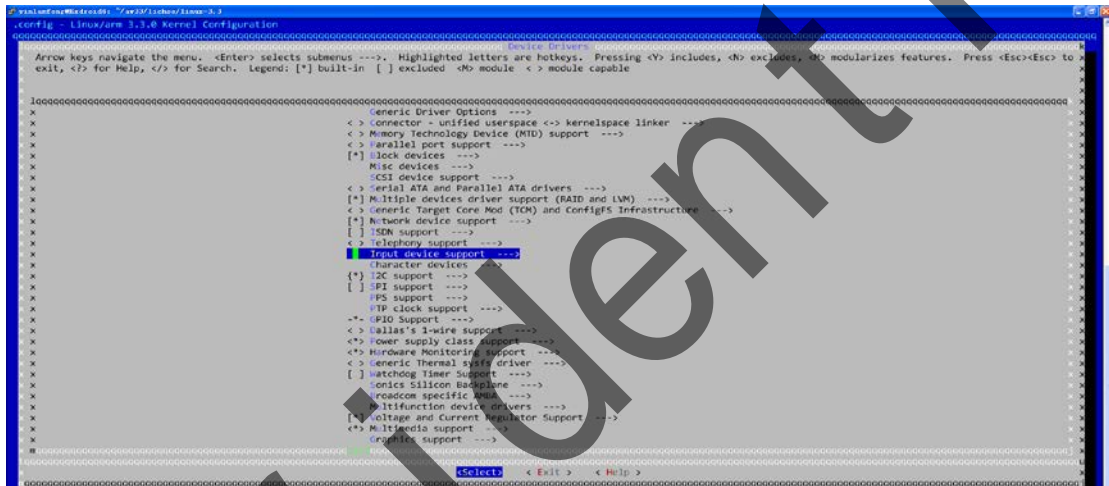 .config - Linux/arm 3.3.0 Kernel Configuration
Device Drivers
Arrow keys navigate the menu. <Enter> selects submenus --->. Highlighted letters are hotkeys. Pressing <Y> includes, <N> excludes, <M> modularizes features. Press <Esc><Esc> to
exit, <?> for Help, </> for Search. Legend: [*] built-in [ ] excluded <M> module < > module capable
Generic Driver Options --->
< > Connector - unified userspace <-> kernelspace linker --->
< > Memory Technology Device (MTD) support --->
< > Parallel port support --->
[*] Block devices --->
Misc devices --->
SCSI device support --->
< > Serial ATA and Parallel ATA drivers --->
[*] Multiple devices driver support (RAID and LVM) --->
< > Generic Target Core Mod (TCM) and ConfigFS Infrastructure --->
[*] Network device support --->
[ ] ISDN support --->
< > Telephony support --->
Input device support --->
Character devices --->
{*} I2C support --->
[ ] SPI support --->
PPS support --->
PTP clock support --->
-*- GPIO Support --->
< > Dallas's 1-wire support --->
<*> Power supply class support --->
<*> Hardware Monitoring support --->
< > Generic Thermal sysfs driver --->
[ ] Watchdog Timer Support --->
Sonics Silicon Backplane --->
Broadcom specific AMBA --->
Multifunction device drivers --->
[*] Voltage and Current Regulator Support --->
<*> Multimedia support --->
Graphics support --->
<Select> < Exit > < Help >
ident